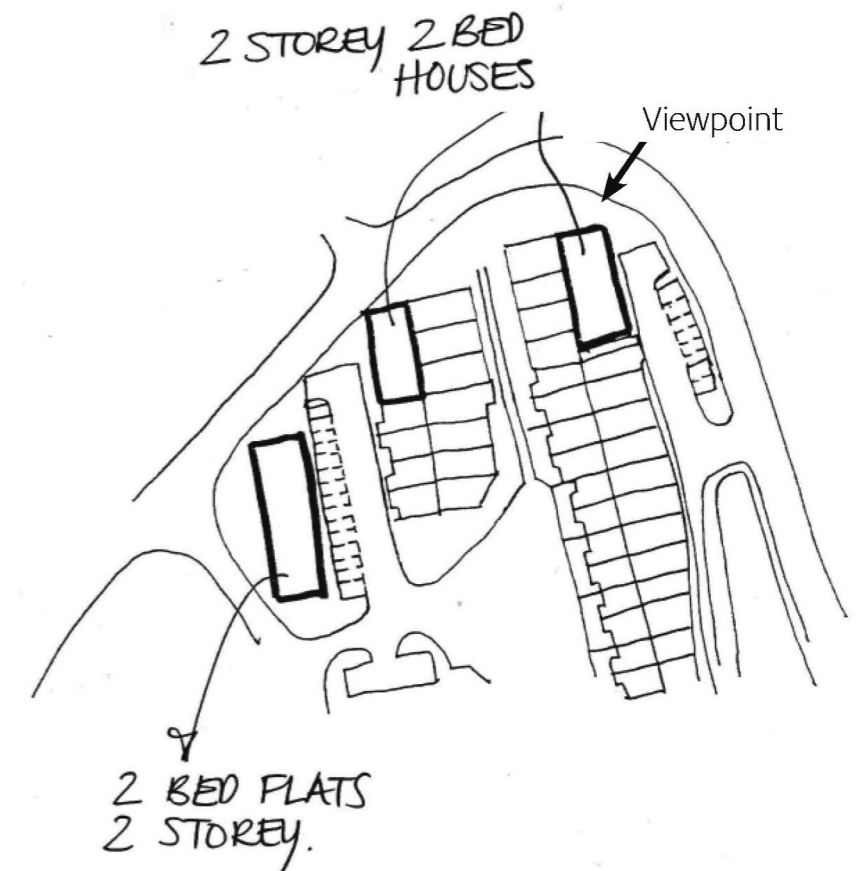 2 STOREY 2 BED
HOUSES
Viewpoint
2 BED FLATS
2 STOREY.